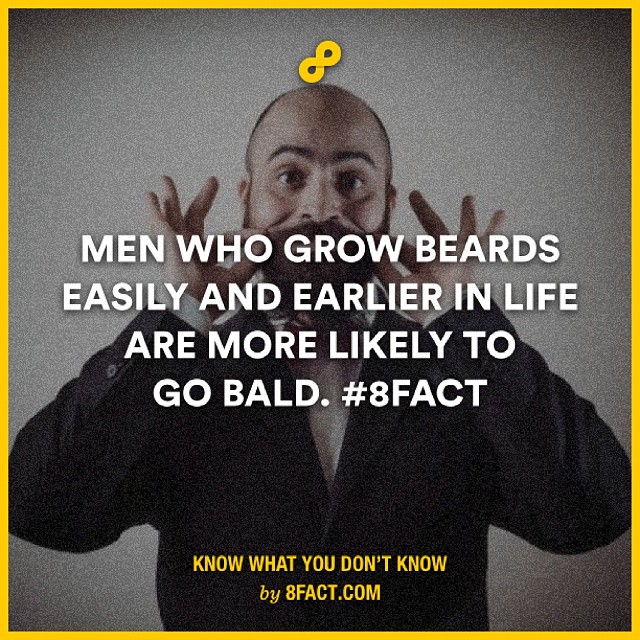 MEN WHO GROW BEARDS
EASILY AND EARLIER IN LIFE
ARE MORE LIKELY TO
GO BALD. #8FACT
KNOW WHAT YOU DON'T KNOW
by 8FACT.COM